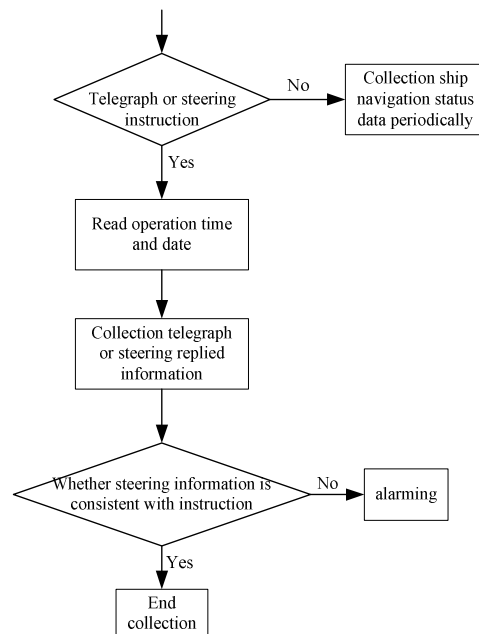 Telegraph or steering
instruction
No
Collection ship
navigation status
data periodically
Yes
Read operation time
and date
Collection telegraph
or steering replied
information
Whether steering information is
consistent with instruction
No
alarming
Yes
End
collection